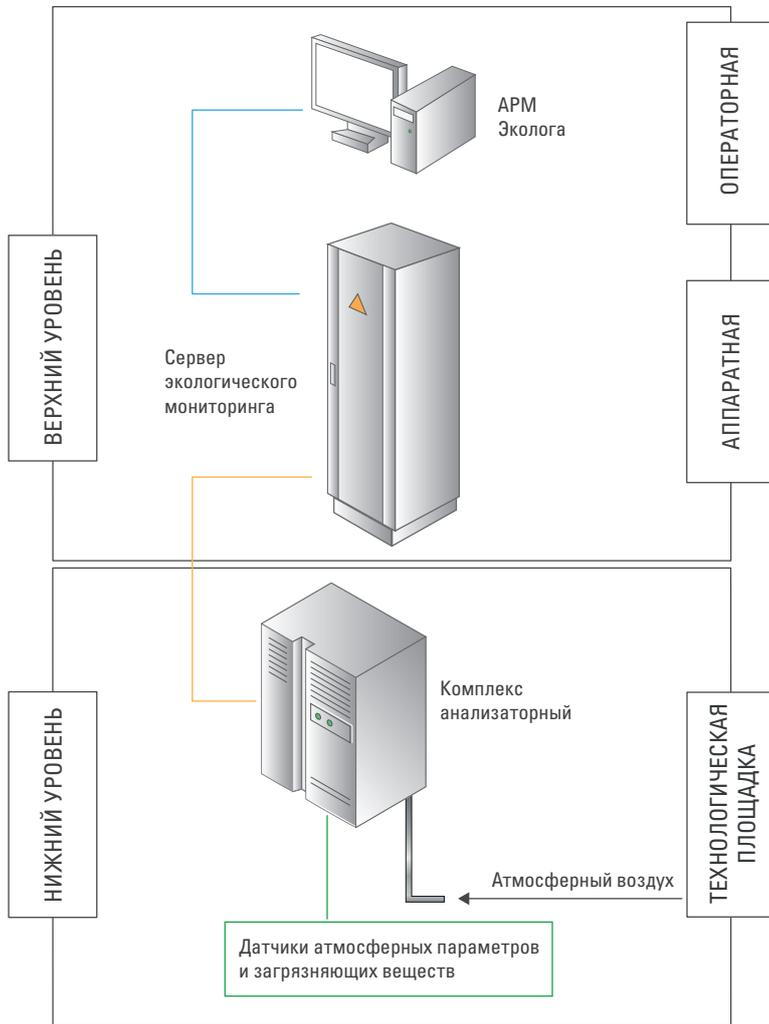 АРМ
Эколога
ОПЕРАТОРНАЯ
ВЕРХНИЙ УРОВЕНЬ
Сервер
экологического
мониторинга
АППАРАТНАЯ
Комплекс
анализаторный
НИЖНИЙ УРОВЕНЬ
ТЕХНОЛОГИЧЕСКАЯ
ПЛОЩАДКА
Атмосферный воздух
Датчики атмосферных параметров
и загрязняющих веществ